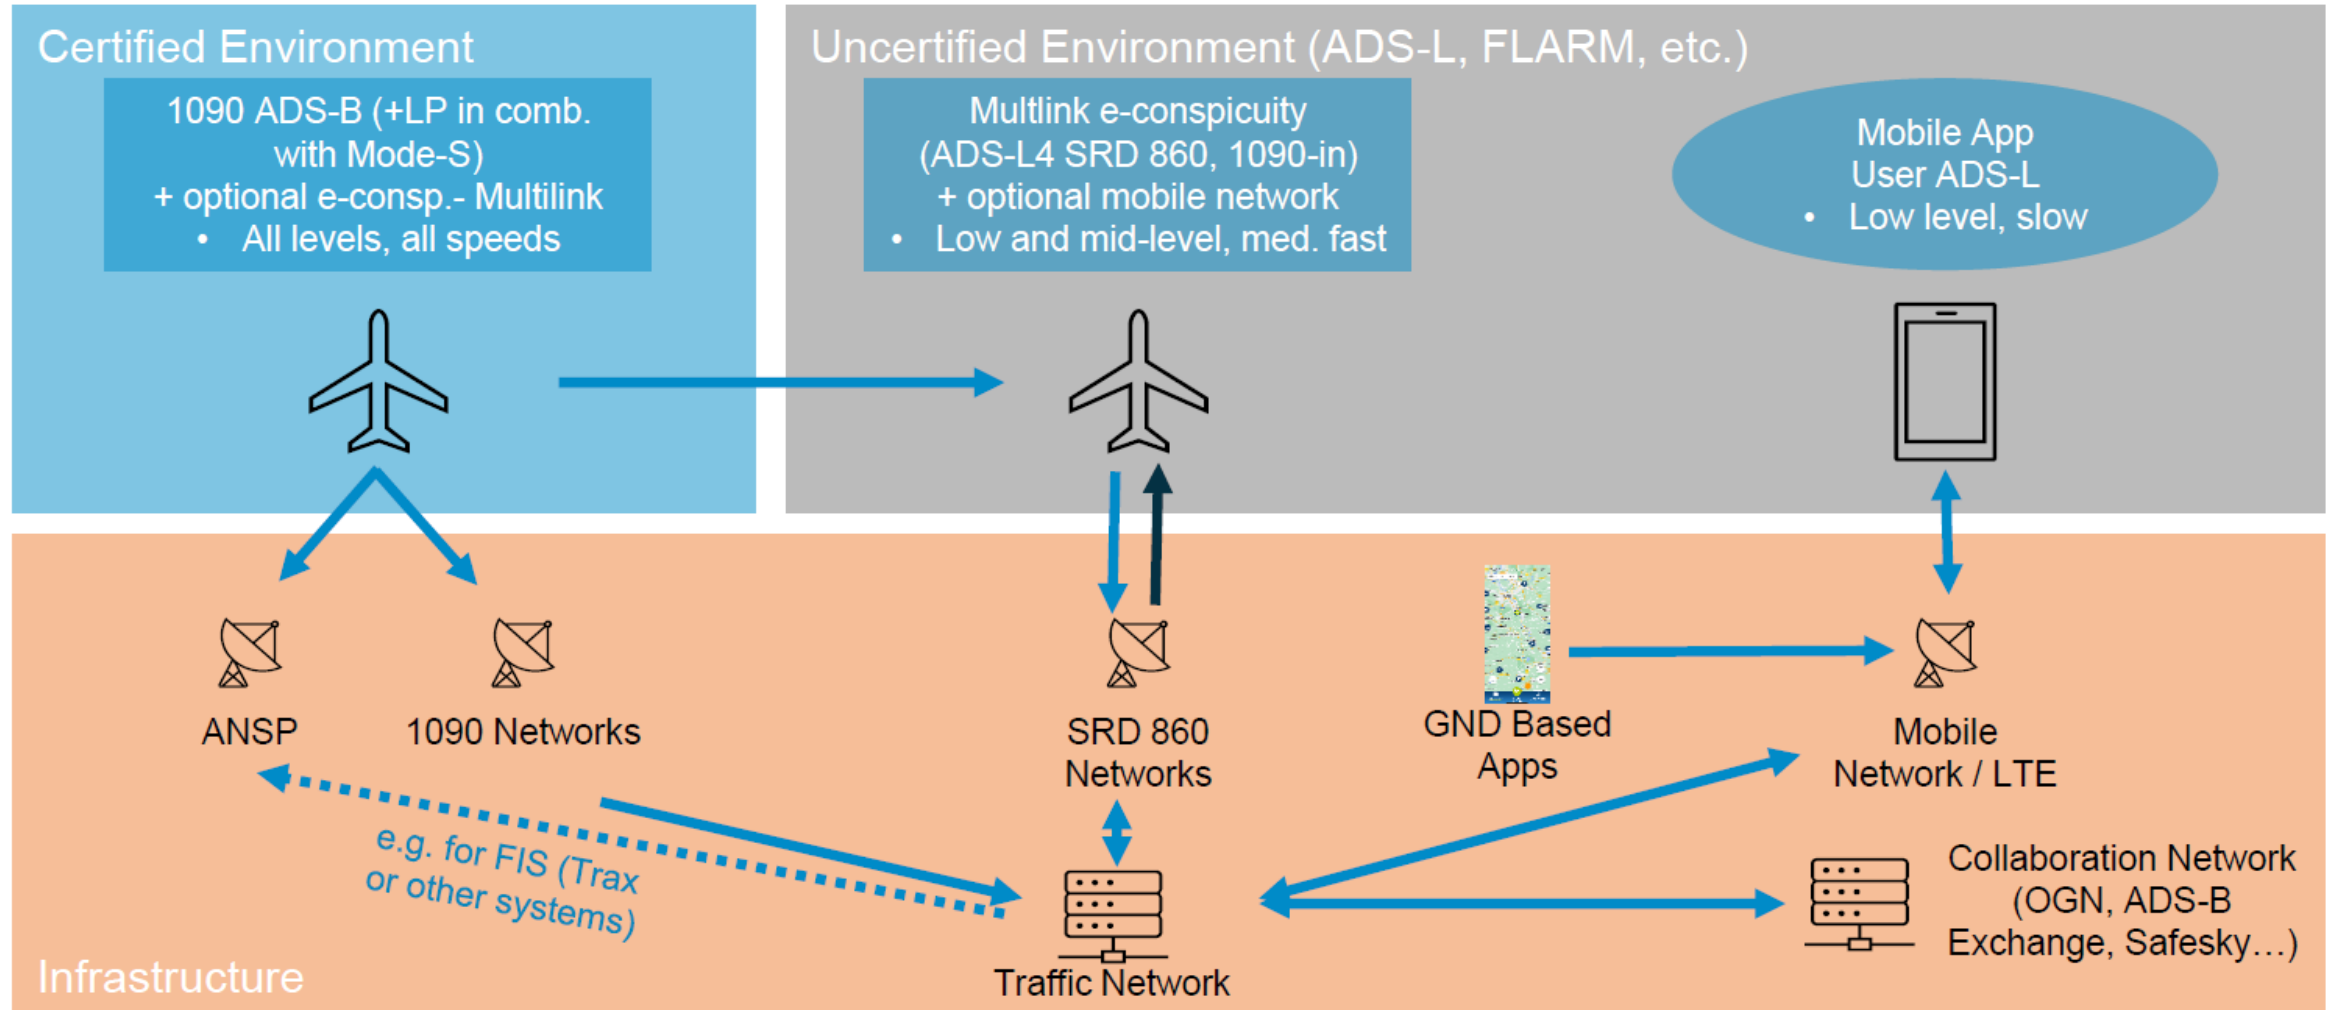 Certified Environment
1090 ADS-B (+LP in comb.
with Mode-S)
+ optional e-consp.- Multilink
• All levels, all speeds
Uncertified Environment (ADS-L, FLARM, etc.)
Multlink e-conspicuity
(ADS-L4 SRD 860, 1090-in)
+ optional mobile network
• Low and mid-level, med. fast
Mobile App
User ADS-L
• Low level, slow
ANSP
1090 Networks
SRD 860
Networks
GND Based
Apps
Mobile
Network / LTE
e.g. for FIS (Trax
or other systems)
Collaboration Network
(OGN, ADS-B
Exchange, Safesky...)
Infrastructure
Traffic Network